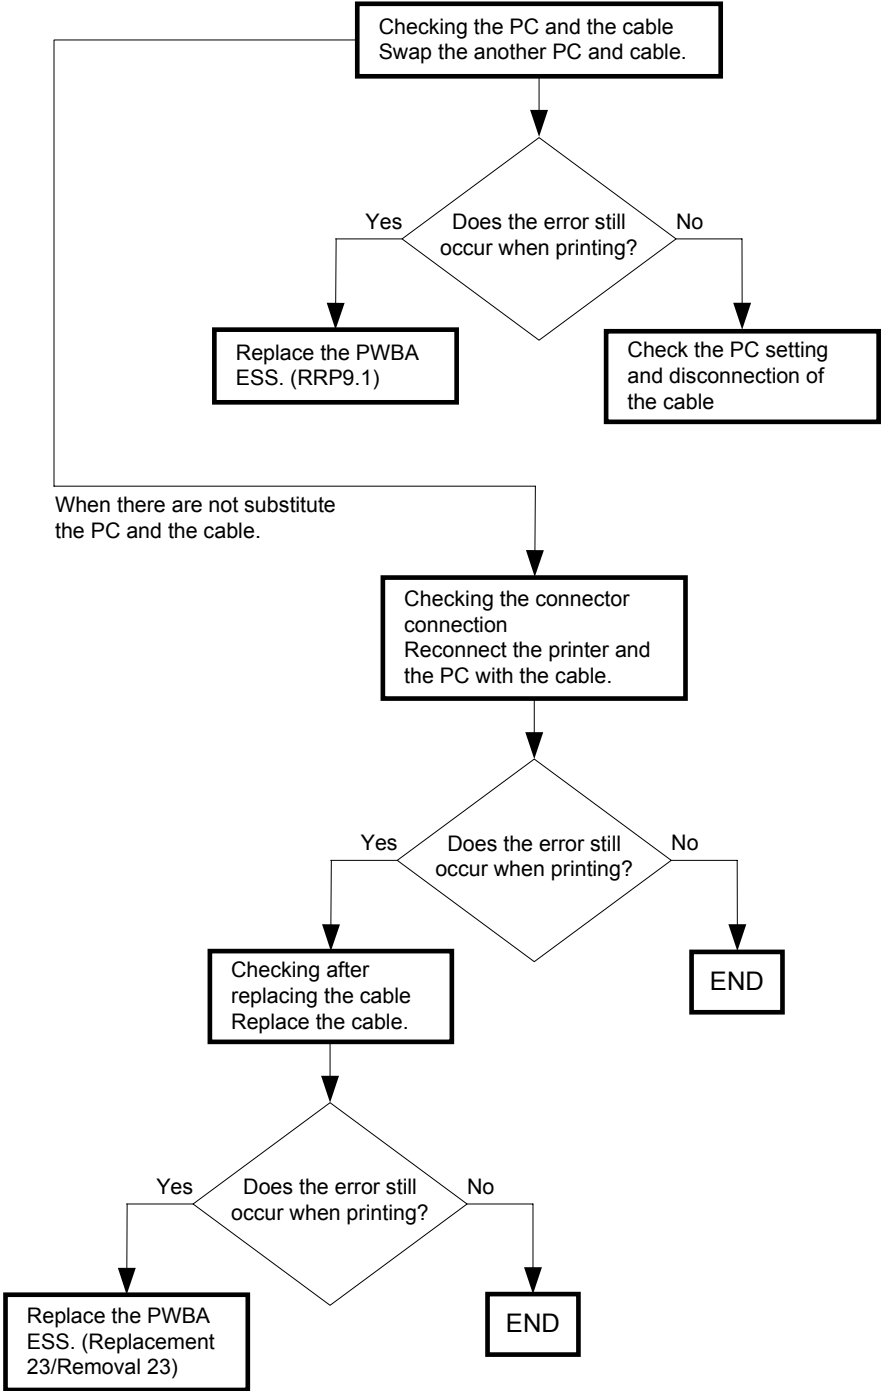 Checking the PC and the cable
Swap the another PC and cable.
Yes
Does the error still
occur when printing?
No
Replace the PWBA
ESS. (RRP9.1)
Check the PC setting
and disconnection of
the cable
When there are not substitute
the PC and the cable.
Checking the connector
connection
Reconnect the printer and
the PC with the cable.
Yes
Does the error still
occur when printing?
No
Checking after
replacing the cable
Replace the cable.
END
Yes
Does the error still
occur when printing?
No
Replace the PWBA
ESS. (Replacement
23/Removal 23)
END